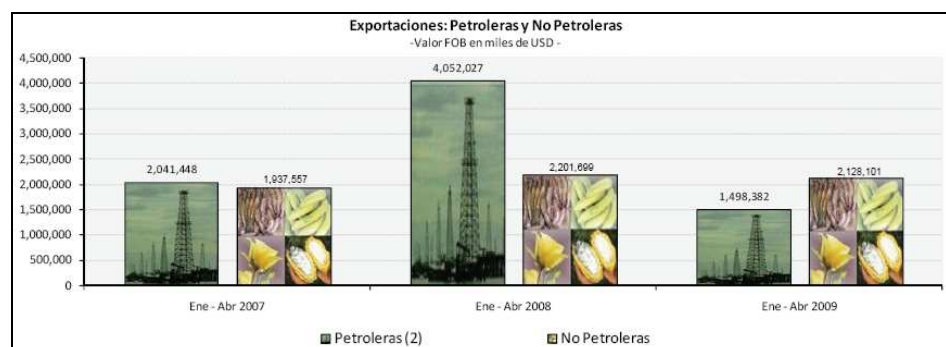 Exportaciones: Petroleras y No Petroleras
-Valor FOB en miles de USD -
4,500,000
4,000,000
3,500,000
3,000,000
2,500,000
2,000,000
1,500,000
1,000,000
500,000
0
2,041,448
1,937,557
4,052,027
2,201,699
1,498,382
2,128,101
Ene - Abr 2007
Ene - Abr 2008
Ene - Abr 2009
Petroleras (2)
No Petroleras